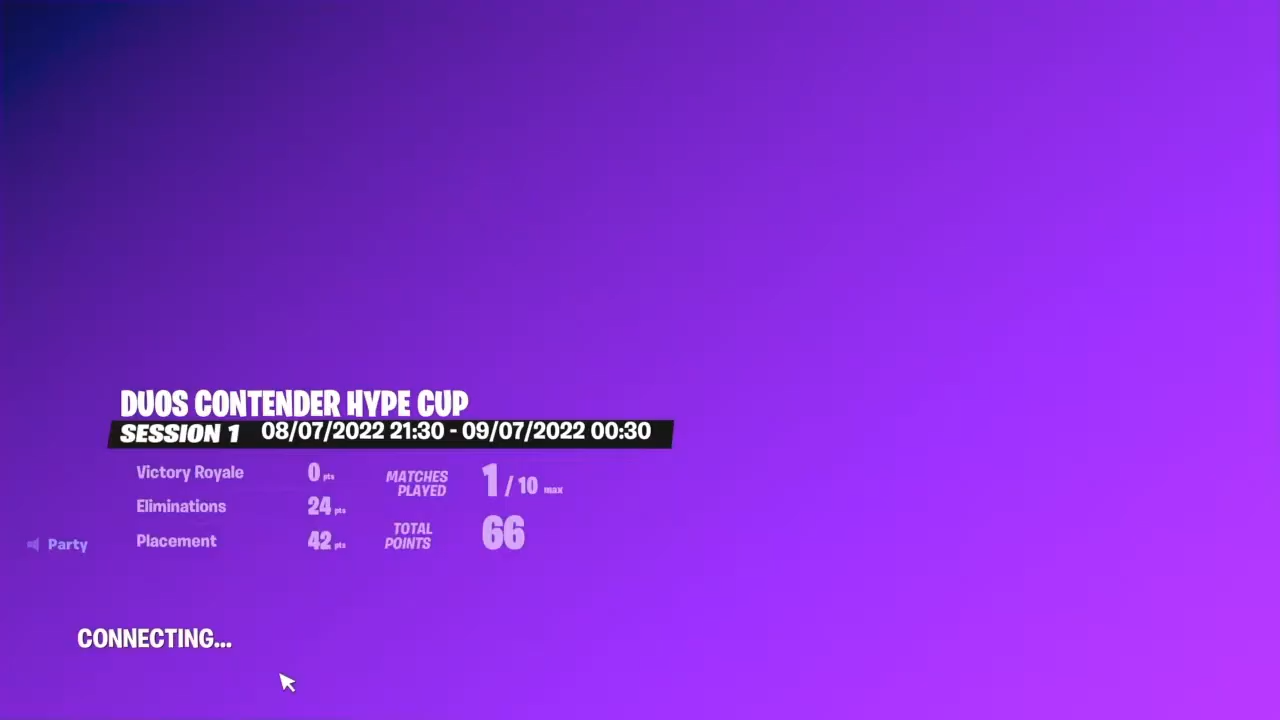 DUOS CONTENDER HYPE CUP
SESSION 1 08/07/2022 21:30 - 09/07/2022 00:30
Victory Royale 0 pts
Eliminations 24 pts
Placement 42 pts
MATCHES PLAYED 1 / 10 max
TOTAL POINTS 66
Party
CONNECTING...